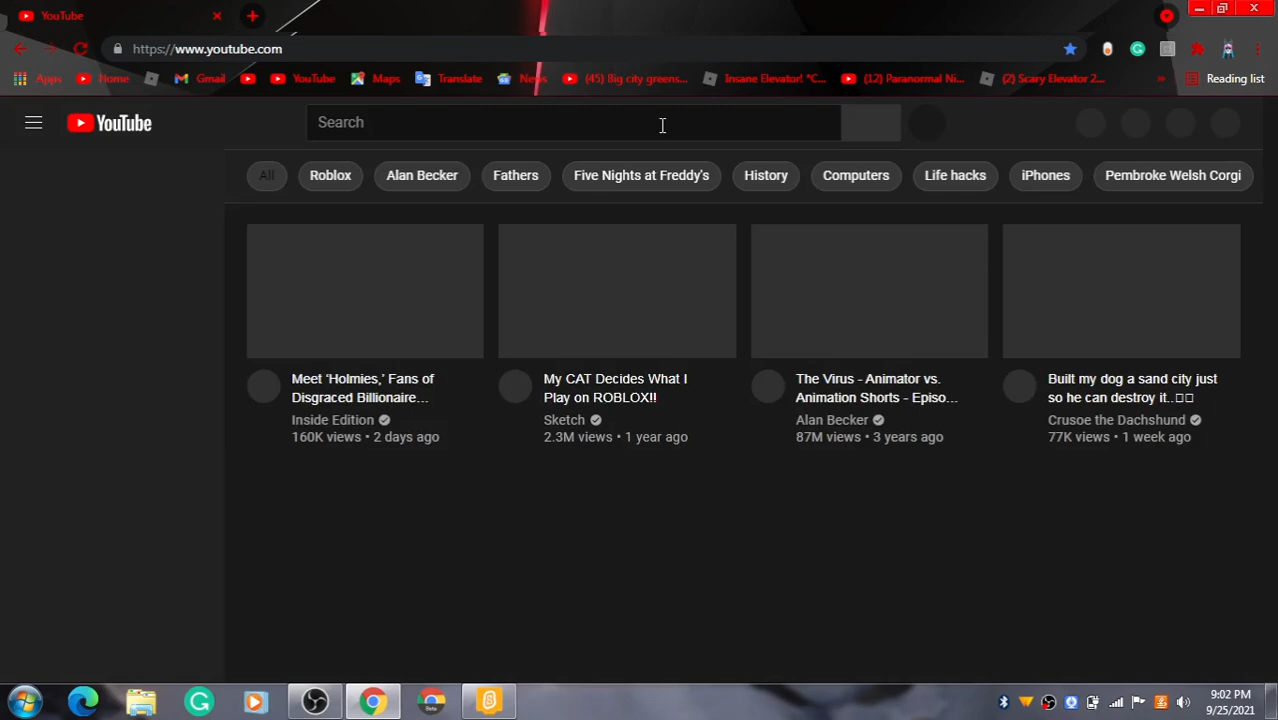 YouTube
https://www.youtube.com
Apps Home Gmail YouTube Maps Translate News (45) Big city greens... Insane Elevator! *C... (12) Paranormal Ni... (2) Scary Elevator 2... » Reading list
YouTube Search
All Roblox Alan Becker Fathers Five Nights at Freddy's History Computers Life hacks iPhones Pembroke Welsh Corgi
Meet ‘Holmies,’ Fans of
Disgraced Billionaire...
Inside Edition
160K views • 2 days ago
My CAT Decides What I
Play on ROBLOX!!
Sketch
2.3M views • 1 year ago
The Virus - Animator vs.
Animation Shorts - Episo...
Alan Becker
87M views • 3 years ago
Built my dog a sand city just
so he can destroy it..
Crusoe the Dachshund
77K views • 1 week ago
9:02 PM
9/25/2021